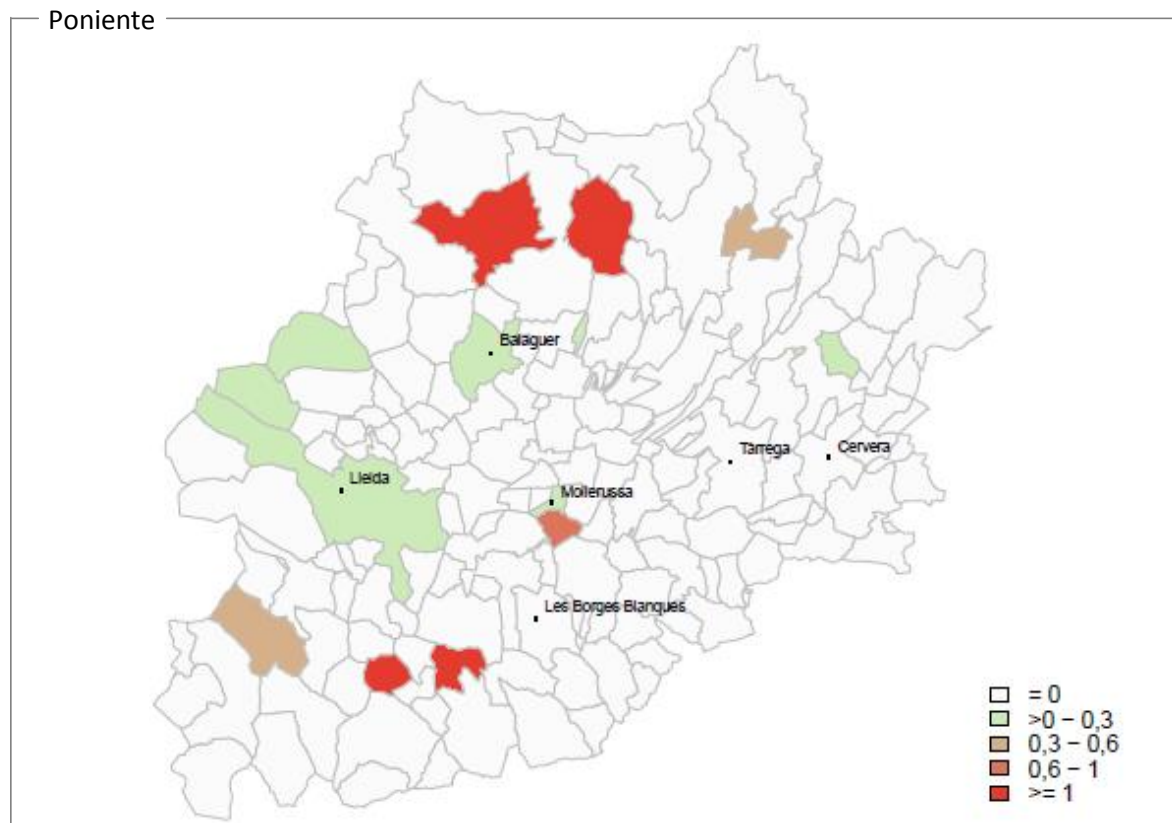 Poniente
Balaguer
Tàrrega
Cervera
Lleida
Mollerussa
Les Borges Blanques
= 0
>0 – 0,3
0,3 – 0,6
0,6 – 1
>= 1